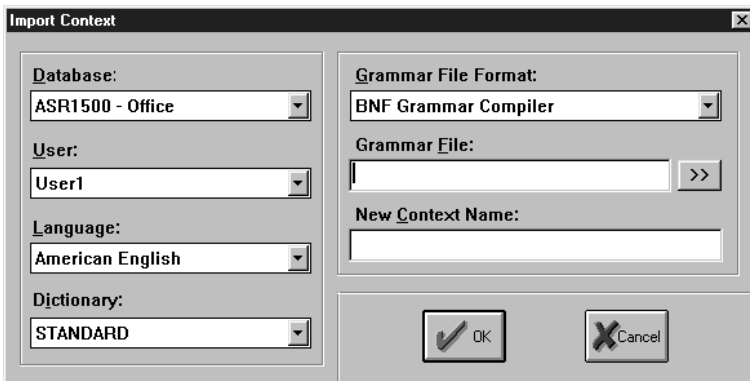 Import Context
Database:
ASR1500 - Office
User:
User1
Language:
American English
Dictionary:
STANDARD
Grammar File Format:
BNF Grammar Compiler
Grammar File:
>>
New Context Name:
OK
Cancel